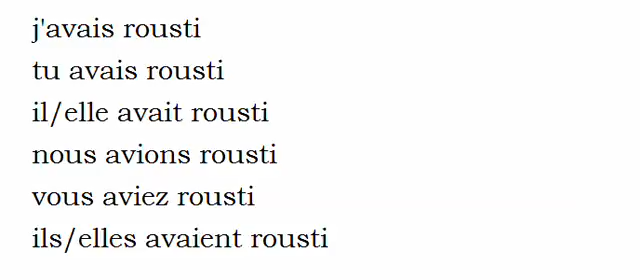 j'avais rousti
tu avais rousti
il/elle avait rousti
nous avions rousti
vous aviez rousti
ils/elles avaient rousti